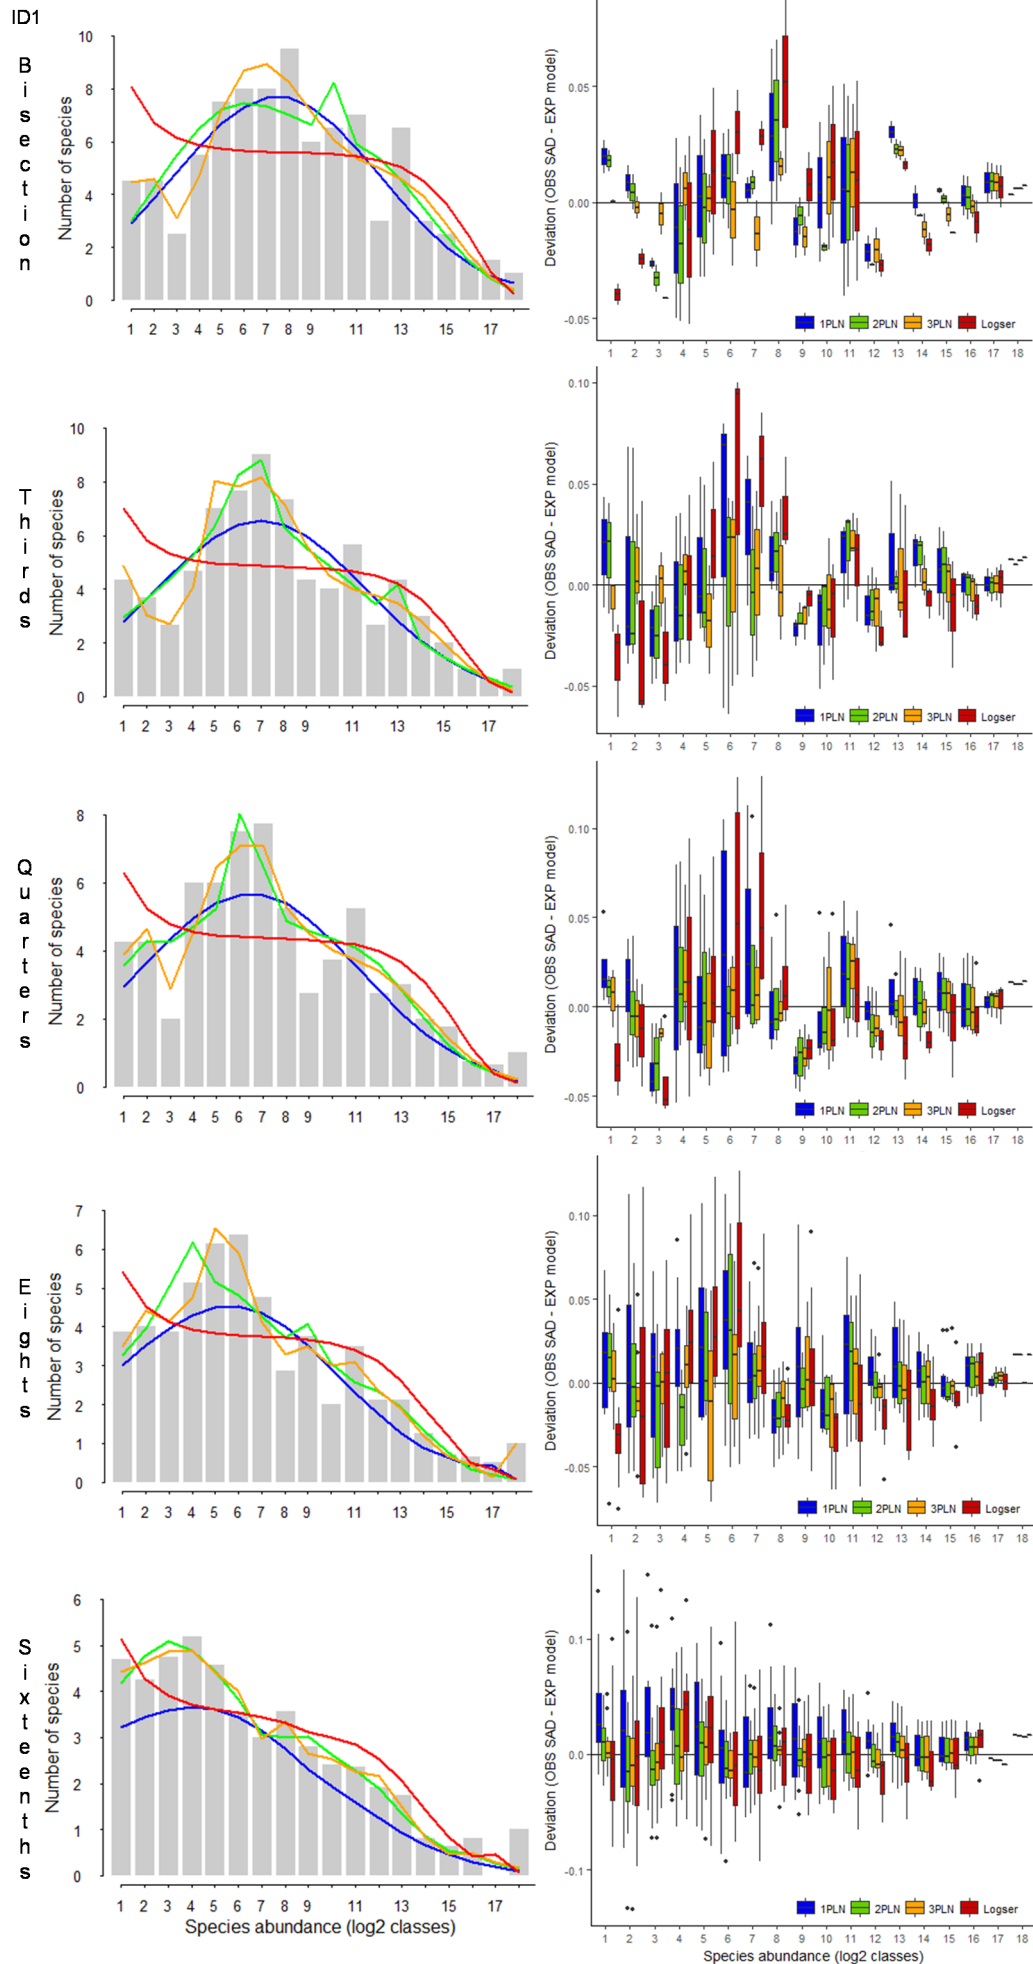 ID1
Bisection
Number of species
10
8
6
4
2
0
1 2 3 4 5 6 7 8 9 11 13 15 17
Deviation (OBS SAD - EXP model)
0.05
0.00
-0.05
1PLN 2PLN 3PLN Logser
1 2 3 4 5 6 7 8 9 10 11 12 13 14 15 16 17 18
Thirds
Number of species
10
8
6
4
2
0
1 2 3 4 5 6 7 8 9 11 13 15 17
Deviation (OBS SAD - EXP model)
0.10
0.05
0.00
-0.05
1PLN 2PLN 3PLN Logser
1 2 3 4 5 6 7 8 9 10 11 12 13 14 15 16 17 18
Quarters
Number of species
8
6
4
2
0
1 2 3 4 5 6 7 8 9 11 13 15 17
Deviation (OBS SAD - EXP model)
0.10
0.05
0.00
-0.05
1PLN 2PLN 3PLN Logser
1 2 3 4 5 6 7 8 9 10 11 12 13 14 15 16 17 18
Eights
Number of species
7
6
5
4
3
2
1
0
1 2 3 4 5 6 7 8 9 11 13 15 17
Deviation (OBS SAD - EXP model)
0.10
0.05
0.00
-0.05
1PLN 2PLN 3PLN Logser
1 2 3 4 5 6 7 8 9 10 11 12 13 14 15 16 17 18
Sixteenths
Number of species
6
5
4
3
2
1
0
1 2 3 4 5 6 7 8 9 11 13 15 17
Species abundance (log2 classes)
Deviation (OBS SAD - EXP model)
0.1
0.0
-0.1
1PLN 2PLN 3PLN Logser
1 2 3 4 5 6 7 8 9 10 11 12 13 14 15 16 17 18
Species abundance (log2 classes)